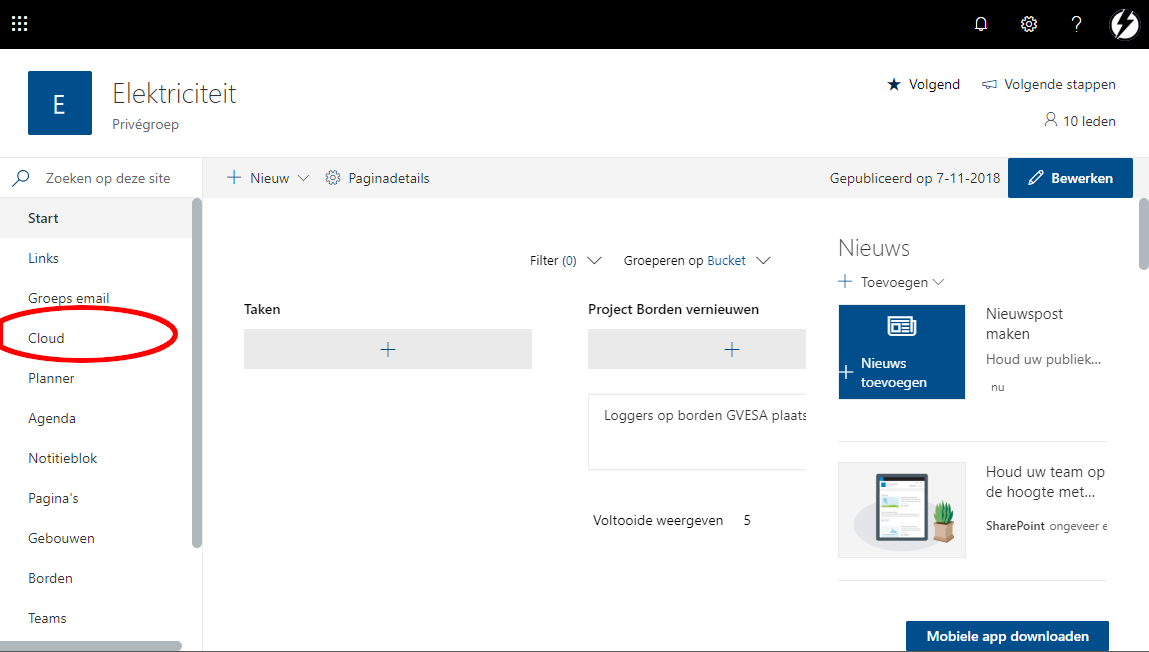 E
Elektriciteit
Privégroep
Volgend
Volgende stappen
10 leden
Zoeken op deze site
Nieuw
Paginadetails
Gepubliceerd op 7-11-2018
Bewerken
Start
Links
Groeps email
Cloud
Planner
Agenda
Notitieblok
Pagina's
Gebouwen
Borden
Teams
Filter (0)
Groeperen op Bucket
Taken
Project Borden vernieuwen
Loggers op borden GVESA plaats
Voltooide weergeven 5
Nieuws
Toevoegen
Nieuws
toevoegen
Nieuwspost
maken
Houd uw publiek...
nu
Houd uw team op
de hoogte met...
SharePoint ongeveer e
Mobiele app downloaden